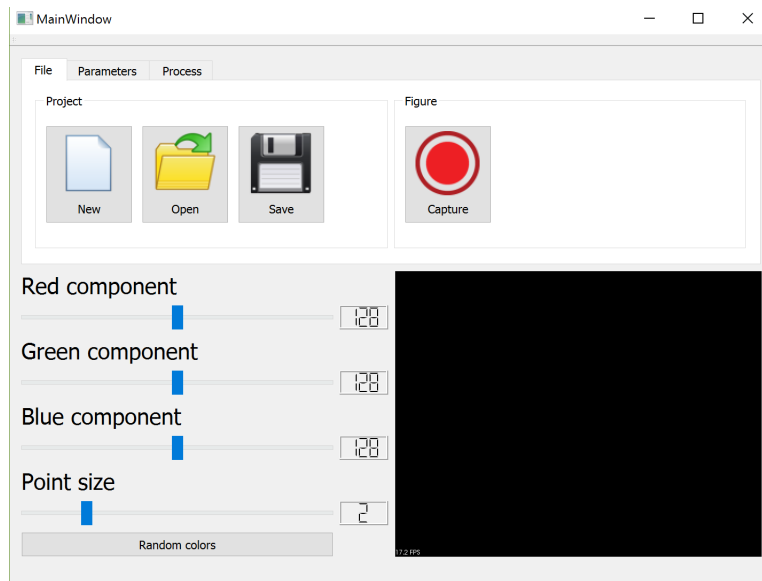 MainWindow
File Parameters Process
Project
Figure
New Open Save
Capture
Red component
128
Green component
128
Blue component
128
Point size
2
Random colors
17.2 FPS